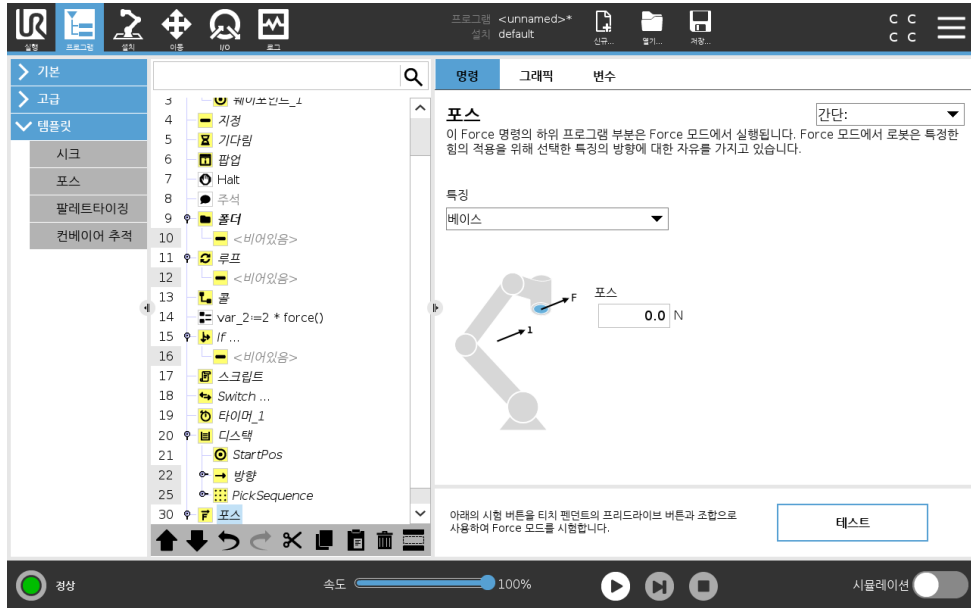 프로그램 <unnamed>*
설치 default
실행
프로그램
설치
이동
I/O
로그
신규...
열기...
저장...
C C
C C
기본
고급
템플릿
시크
포스
팔레트타이징
컨베이어 추적
3 웨이포인트_1
4 지정
5 기다림
6 팝업
7 Halt
8 주석
9 폴더
10 <비어있음>
11 루프
12 <비어있음>
13 콜
14 var_2:=2 * force()
15 If ...
16 <비어있음>
17 스크립트
18 Switch ...
19 타이머_1
20 디스택
21 StartPos
22 방향
25 PickSequence
30 포스
명령 그래픽 변수
포스
간단:
이 Force 명령의 하위 프로그램 부분은 Force 모드에서 실행됩니다. Force 모드에서 로봇은 특정한
힘의 적용을 위해 선택한 특징의 방향에 대한 자유를 가지고 있습니다.
특징
베이스
F
1
포스
0.0 N
아래의 시험 버튼을 티치 펜던트의 프리드라이브 버튼과 조합으로
사용하여 Force 모드를 시험합니다.
테스트
정상
속도 100%
시뮬레이션